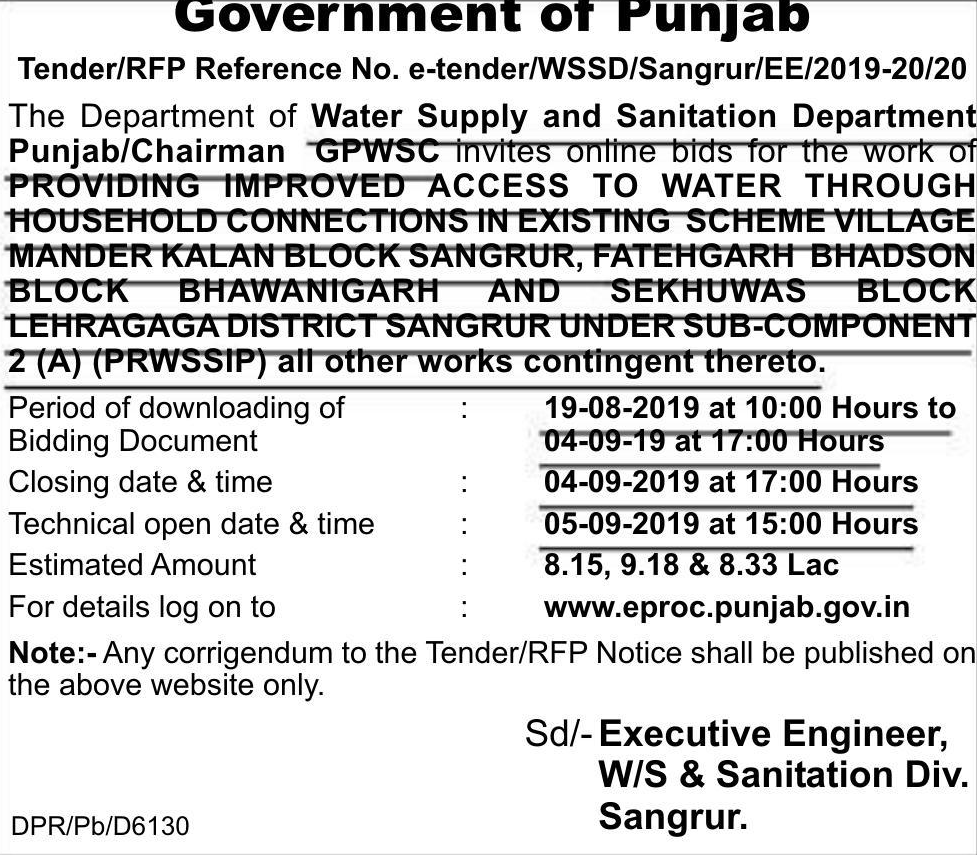 Government of Punjab
Tender/RFP Reference No. e-tender/WSSD/Sangrur/EE/2019-20/20
The Department of Water Supply and Sanitation Department
Punjab/Chairman GPWSC invites online bids for the work of
PROVIDING IMPROVED ACCESS TO WATER THROUGH
HOUSEHOLD CONNECTIONS IN EXISTING SCHEME VILLAGE
MANDER KALAN BLOCK SANGRUR, FATEHGARH BHADSON
BLOCK BHAWANIGARH AND SEKHUWAS BLOCK
LEHRAGAGA DISTRICT SANGRUR UNDER SUB-COMPONENT
2 (A) (PRWSSIP) all other works contingent thereto.
Period of downloading of : 19-08-2019 at 10:00 Hours to
Bidding Document 04-09-19 at 17:00 Hours
Closing date & time : 04-09-2019 at 17:00 Hours
Technical open date & time : 05-09-2019 at 15:00 Hours
Estimated Amount : 8.15, 9.18 & 8.33 Lac
For details log on to : www.eproc.punjab.gov.in
Note:- Any corrigendum to the Tender/RFP Notice shall be published on
the above website only.
Sd/- Executive Engineer,
W/S & Sanitation Div.
Sangrur.
DPR/Pb/D6130